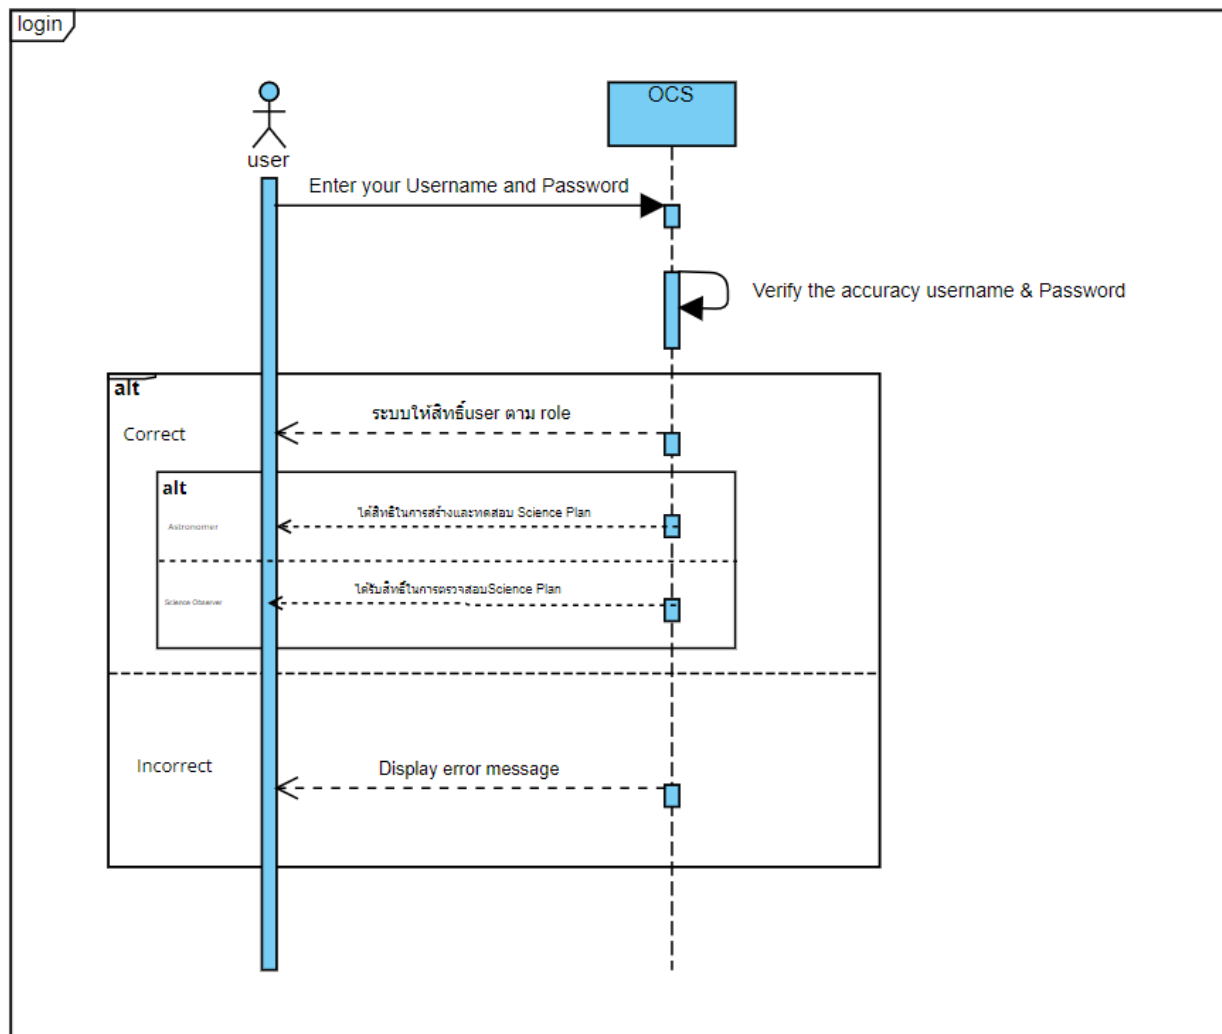 login
OCS
user
Enter your Username and Password
Verify the accuracy username & Password
alt
ระบบให้สิทธิ์user ตาม role
Correct
alt
ได้สิทธิ์ในการสร้างและทดสอบ Science Plan
Astronomer
ได้รับสิทธิ์ในการตรวจสอบScience Plan
Science Observer
Incorrect
Display error message